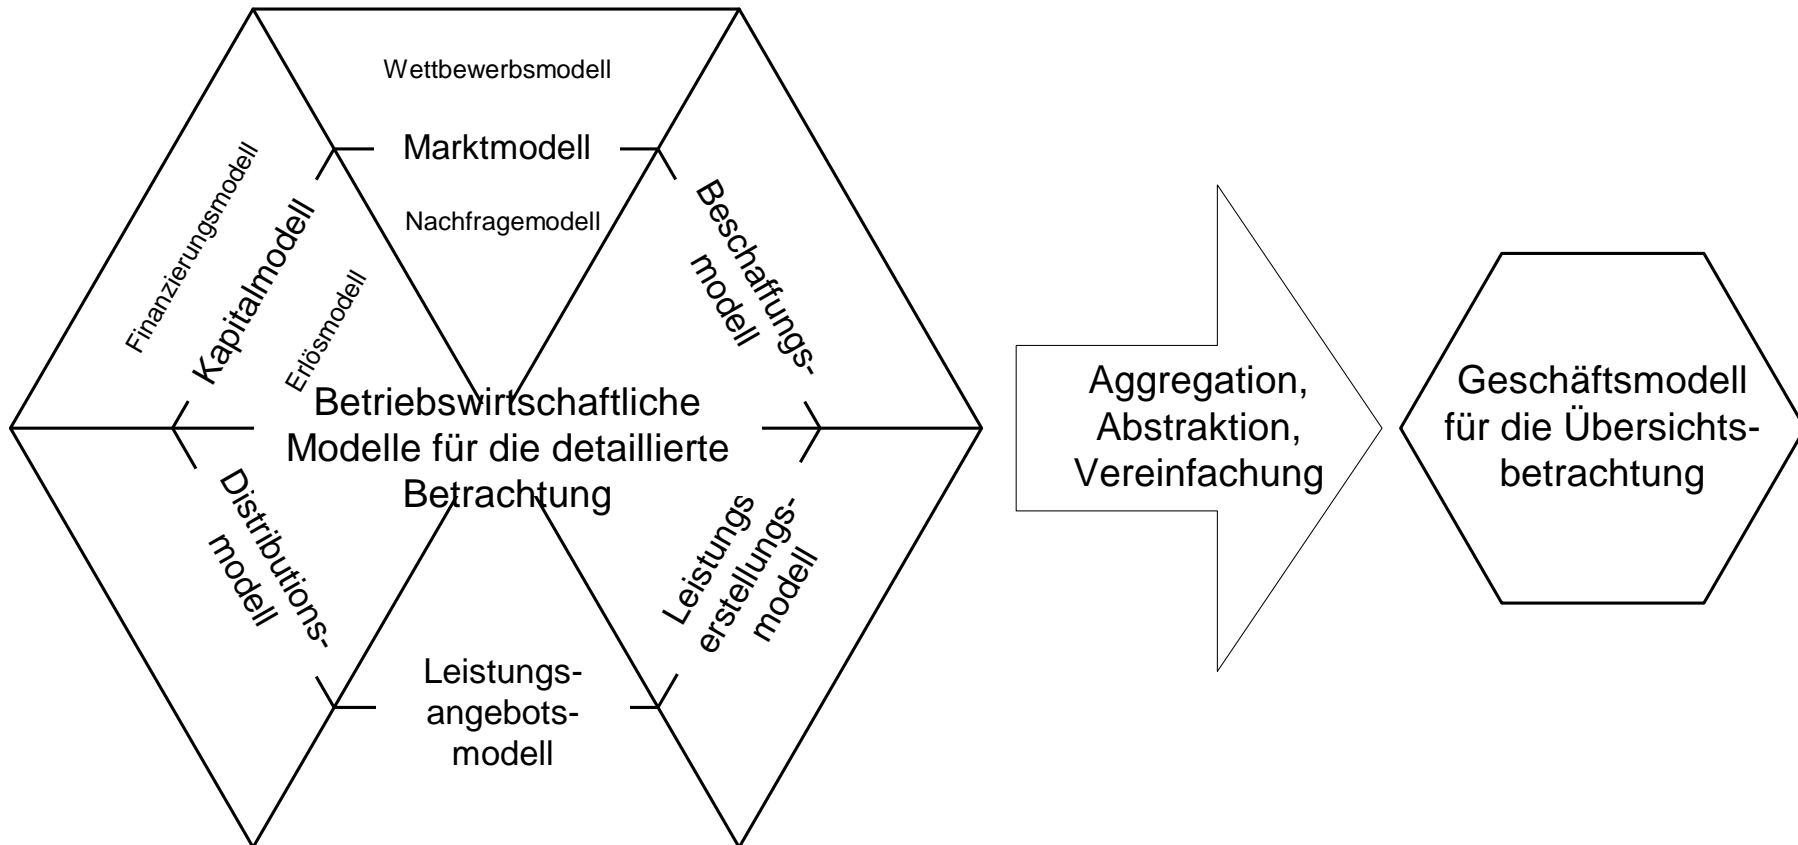 Wettbewerbsmodell
Marktmodell
Nachfragemodell
Finanzierungsmodell
Kapitalmodell
Erlösmodell
Beschaffungs-
modell
Betriebswirtschaftliche
Modelle für die detaillierte
Betrachtung
Distributions-
modell
Leistungs
erstellungs-
modell
Leistungs-
angebots-
modell
Aggregation,
Abstraktion,
Vereinfachung
Geschäftsmodell
für die Übersichts-
betrachtung